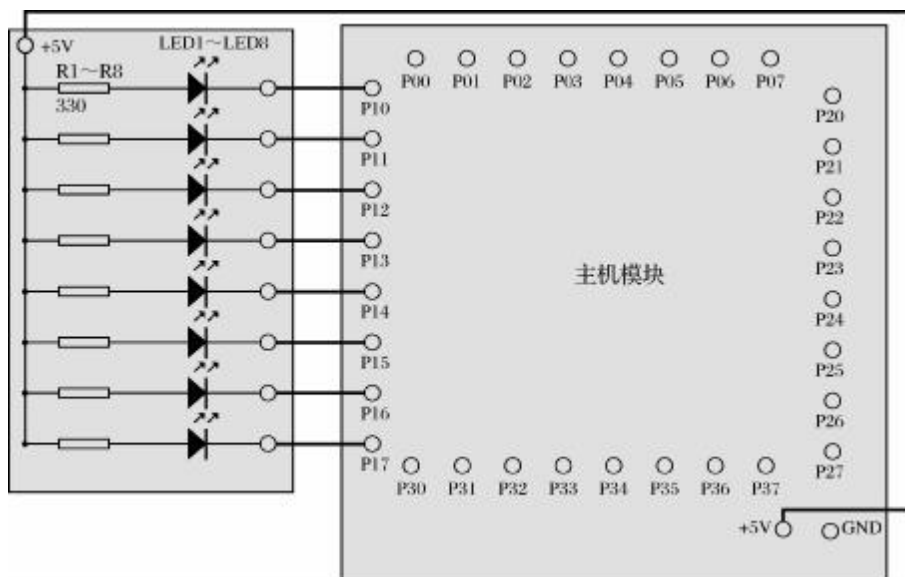 +5V
LED1～LED8
R1～R8
330
P00 P01 P02 P03 P04 P05 P06 P07
P10
P11
P12
P13
P14
P15
P16
P17
主机模块
P20
P21
P22
P23
P24
P25
P26
P27
P30 P31 P32 P33 P34 P35 P36 P37
+5V
GND